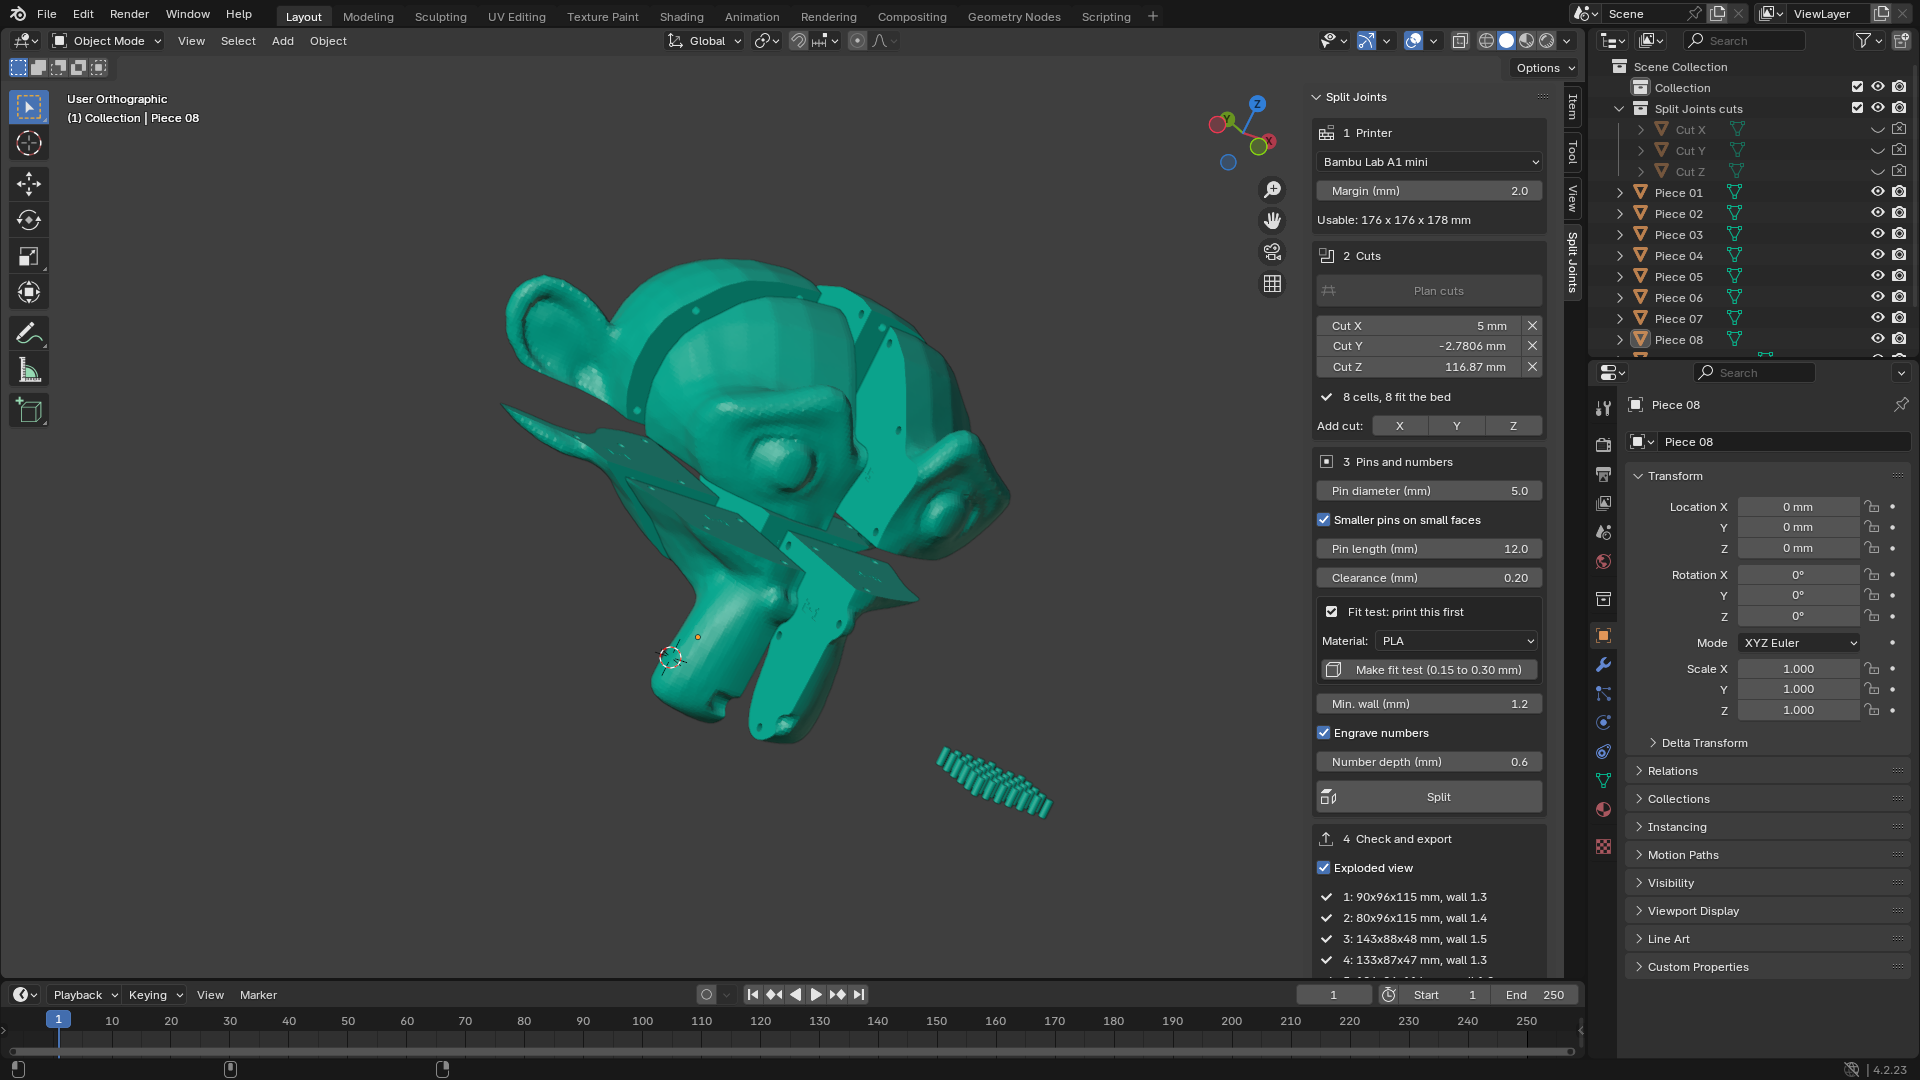 File Edit Render Window Help Layout Modeling Sculpting UV Editing Texture Paint Shading Animation Rendering Compositing Geometry Nodes Scripting Scene ViewLayer
Object Mode View Select Add Object Global
Options
User Orthographic
(1) Collection | Piece 08
Z
Y
X
Split Joints
1 Printer
Bambu Lab A1 mini
Margin (mm) 2.0
Usable: 176 x 176 x 178 mm
2 Cuts
Plan cuts
Cut X 5 mm
Cut Y -2.7806 mm
Cut Z 116.87 mm
8 cells, 8 fit the bed
Add cut: X Y Z
3 Pins and numbers
Pin diameter (mm) 5.0
Smaller pins on small faces
Pin length (mm) 12.0
Clearance (mm) 0.20
Fit test: print this first
Material: PLA
Make fit test (0.15 to 0.30 mm)
Min. wall (mm) 1.2
Engrave numbers
Number depth (mm) 0.6
Split
4 Check and export
Exploded view
1: 90x96x115 mm, wall 1.3
2: 80x96x115 mm, wall 1.4
3: 143x88x48 mm, wall 1.5
4: 133x87x47 mm, wall 1.3
Item
Tool
View
Split Joints
Search
Scene Collection
Collection
Split Joints cuts
Cut X
Cut Y
Cut Z
Piece 01
Piece 02
Piece 03
Piece 04
Piece 05
Piece 06
Piece 07
Piece 08
Search
Piece 08
Piece 08
Transform
Location X 0 mm
Y 0 mm
Z 0 mm
Rotation X 0°
Y 0°
Z 0°
Mode XYZ Euler
Scale X 1.000
Y 1.000
Z 1.000
Delta Transform
Relations
Collections
Instancing
Motion Paths
Visibility
Viewport Display
Line Art
Custom Properties
Playback Keying View Marker 1 Start 1 End 250
1 10 20 30 40 50 60 70 80 90 100 110 120 130 140 150 160 170 180 190 200 210 220 230 240 250
4.2.23